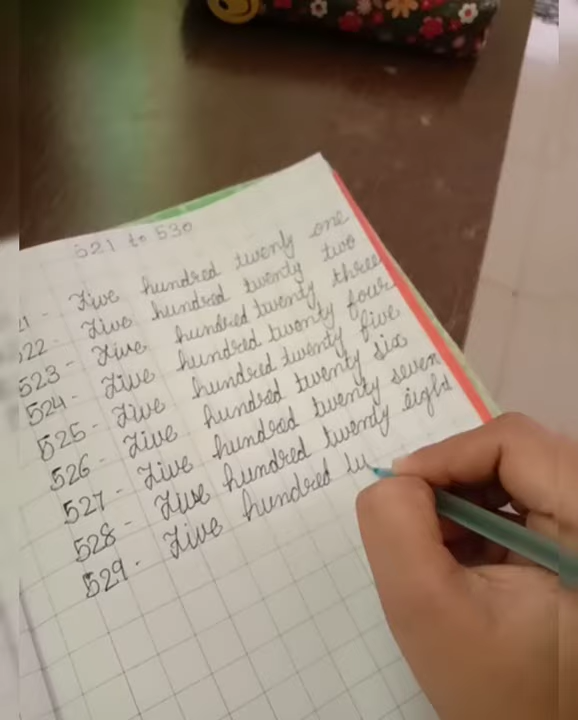 521 to 530
21 - Five hundred twenty one
522 - Five hundred twenty two
523 - Five hundred twenty three
524 - Five hundred twenty four
525 - Five hundred twenty five
526 - Five hundred twenty six
527 - Five hundred twenty seven
528 - Five hundred twenty eight
529 - Five hundred tw